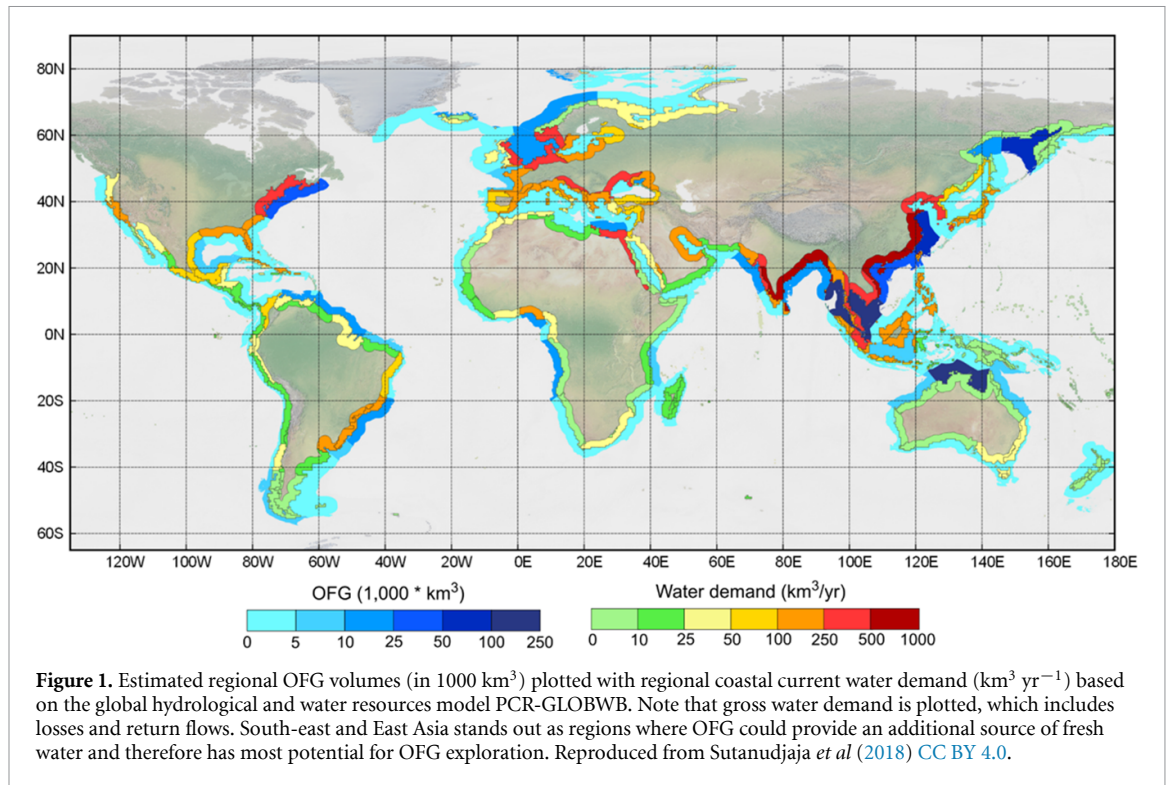 80N
60N
40N
20N
0N
20S
40S
60S
120W 100W 80W 60W 40W 20W 0E 20E 40E 60E 80E 100E 120E 140E 160E 180E
OFG (1,000 * km³) Water demand (km³/yr)
0 5 10 25 50 100 250 0 10 25 50 100 250 500 1000
Figure 1. Estimated regional OFG volumes (in 1000 km³) plotted with regional coastal current water demand (km³ yr⁻¹) based
on the global hydrological and water resources model PCR-GLOBWB. Note that gross water demand is plotted, which includes
losses and return flows. South-east and East Asia stands out as regions where OFG could provide an additional source of fresh
water and therefore has most potential for OFG exploration. Reproduced from Sutanudjaja et al (2018) CC BY 4.0.